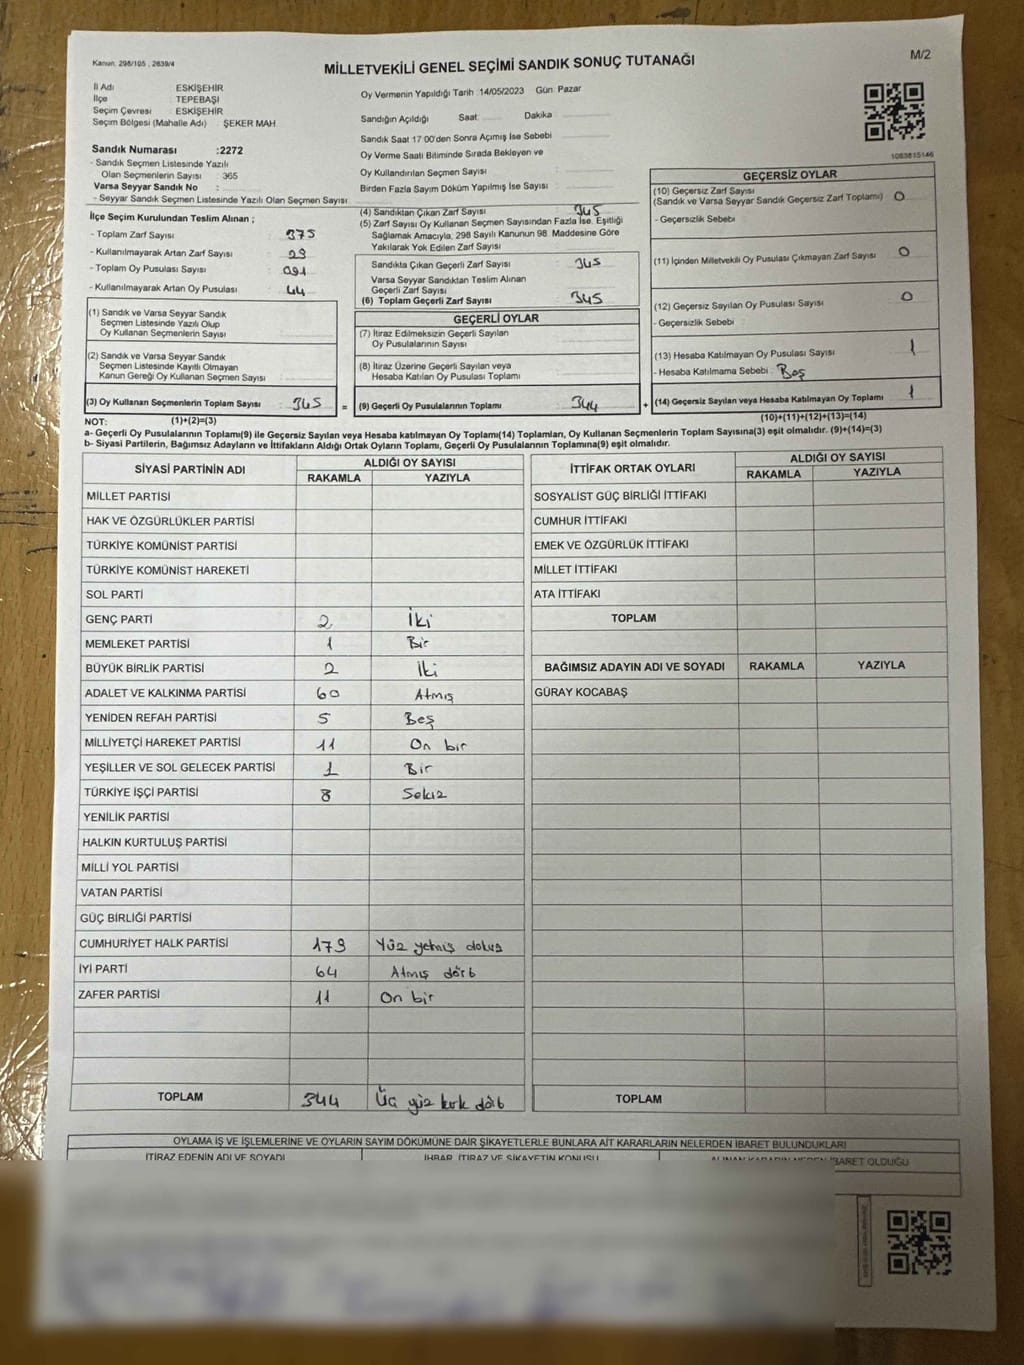 Kanun, 298/105 , 2839/4
M/2
MİLLETVEKİLİ GENEL SEÇİMİ SANDIK SONUÇ TUTANAĞI
İl Adı ESKİŞEHİR
İlçe TEPEBAŞI
Seçim Çevresi ESKİŞEHİR
Seçim Bölgesi (Mahalle Adı) ŞEKER MAH.
Sandık Numarası :2272
- Sandık Seçmen Listesinde Yazılı
Olan Seçmenlerin Sayısı : 365
Varsa Seyyar Sandık No :
- Seyyar Sandık Seçmen Listesinde Yazılı Olan Seçmen Sayısı
Oy Vermenin Yapıldığı Tarih 14/05/2023 Gün Pazar
Sandığın Açıldığı Saat Dakika
Sandık Saat 17 00'den Sonra Açımış İse Sebebi
Oy Verme Saati Bitiminde Sırada Bekleyen ve
Oy Kullandırılan Seçmen Sayısı
Birden Fazla Sayım Döküm Yapılmış İse Sayısı
1083815146
İlçe Seçim Kurulundan Teslim Alınan ;
- Toplam Zarf Sayısı : 375
- Kullanılmayarak Artan Zarf Sayısı : 29
- Toplam Oy Pusulası Sayısı :
- Kullanılmayarak Artan Oy Pusulası : 44
(1) Sandık ve Varsa Seyyar Sandık
Seçmen Listesinde Yazılı Olup
Oy Kullanan Seçmenlerin Sayısı
(2) Sandık ve Varsa Seyyar Sandık
Seçmen Listesinde Kayıtlı Olmayan
Kanun Gereği Oy Kullanan Seçmen Sayısı :
(3) Oy Kullanan Seçmenlerin Toplam Sayısı : 345 =
(4) Sandıktan Çıkan Zarf Sayısı 345
(5) Zarf Sayısı Oy Kullanan Seçmen Sayısından Fazla İse, Eşitliği
Sağlamak Amacıyla, 298 Sayılı Kanunun 98. Maddesine Göre
Yakılarak Yok Edilen Zarf Sayısı
Sandıkta Çıkan Geçerli Zarf Sayısı 345
Varsa Seyyar Sandıktan Teslim Alınan
Geçerli Zarf Sayısı
(6) Toplam Geçerli Zarf Sayısı 345
GEÇERLİ OYLAR
(7) İtiraz Edilmeksizin Geçerli Sayılan
Oy Pusulalarının Sayısı
(8) İtiraz Üzerine Geçerli Sayılan veya
Hesaba Katılan Oy Pusulası Toplamı
(9) Geçerli Oy Pusulalarının Toplamı 344 +
GEÇERSİZ OYLAR
(10) Geçersiz Zarf Sayısı
(Sandık ve Varsa Seyyar Sandık Geçersiz Zarf Toplamı) 0
- Geçersizlik Sebebi
(11) İçinden Milletvekili Oy Pusulası Çıkmayan Zarf Sayısı 0
(12) Geçersiz Sayılan Oy Pusulası Sayısı 0
- Geçersizlik Sebebi
(13) Hesaba Katılmayan Oy Pusulası Sayısı 1
- Hesaba Katılmama Sebebi : Boş
(14) Geçersiz Sayılan veya Hesaba Katılmayan Oy Toplamı 1
NOT: (1)+(2)=(3) (10)+(11)+(12)+(13)=(14)
a- Geçerli Oy Pusulalarının Toplamı(9) ile Geçersiz Sayılan veya Hesaba katılmayan Oy Toplamı(14) Toplamları, Oy Kullanan Seçmenlerin Toplam Sayısına(3) eşit olmalıdır. (9)+(14)=(3)
b- Siyasi Partilerin, Bağımsız Adayların ve İttifakların Aldığı Ortak Oyların Toplamı, Geçerli Oy Pusulalarının Toplamına(9) eşit olmalıdır.
SİYASİ PARTİNİN ADI ALDIĞI OY SAYISI
RAKAMLA YAZIYLA
MİLLET PARTİSİ
HAK VE ÖZGÜRLÜKLER PARTİSİ
TÜRKİYE KOMÜNİST PARTİSİ
TÜRKİYE KOMÜNİST HAREKETİ
SOL PARTİ
GENÇ PARTİ 2 İki
MEMLEKET PARTİSİ 1 Bir
BÜYÜK BİRLİK PARTİSİ 2 İki
ADALET VE KALKINMA PARTİSİ 60 Atmış
YENİDEN REFAH PARTİSİ 5 Beş
MİLLİYETÇİ HAREKET PARTİSİ 11 On bir
YEŞİLLER VE SOL GELECEK PARTİSİ 1 Bir
TÜRKİYE İŞÇİ PARTİSİ 8 Sekiz
YENİLİK PARTİSİ
HALKIN KURTULUŞ PARTİSİ
MİLLİ YOL PARTİSİ
VATAN PARTİSİ
GÜÇ BİRLİĞİ PARTİSİ
CUMHURİYET HALK PARTİSİ 179 Yüz yetmiş dokuz
İYİ PARTİ 64 Atmış dört
ZAFER PARTİSİ 11 On bir
TOPLAM 344 Üç yüz kırk dört
İTTİFAK ORTAK OYLARI ALDIĞI OY SAYISI
RAKAMLA YAZIYLA
SOSYALİST GÜÇ BİRLİĞİ İTTİFAKI
CUMHUR İTTİFAKI
EMEK VE ÖZGÜRLÜK İTTİFAKI
MİLLET İTTİFAKI
ATA İTTİFAKI
TOPLAM
BAĞIMSIZ ADAYIN ADI VE SOYADI RAKAMLA YAZIYLA
GÜRAY KOCABAŞ
TOPLAM
OYLAMA İŞ VE İŞLEMLERİNE VE OYLARIN SAYIM DÖKÜMÜNE DAİR ŞİKAYETLERLE BUNLARA AİT KARARLARIN NELERDEN İBARET BULUNDUKLARI
İTİRAZ EDENİN ADI VE SOYADI İHBAR, İTİRAZ VE ŞİKAYETİN KONUSU ALINAN KARARIN NEDEN İBARET OLDUĞU